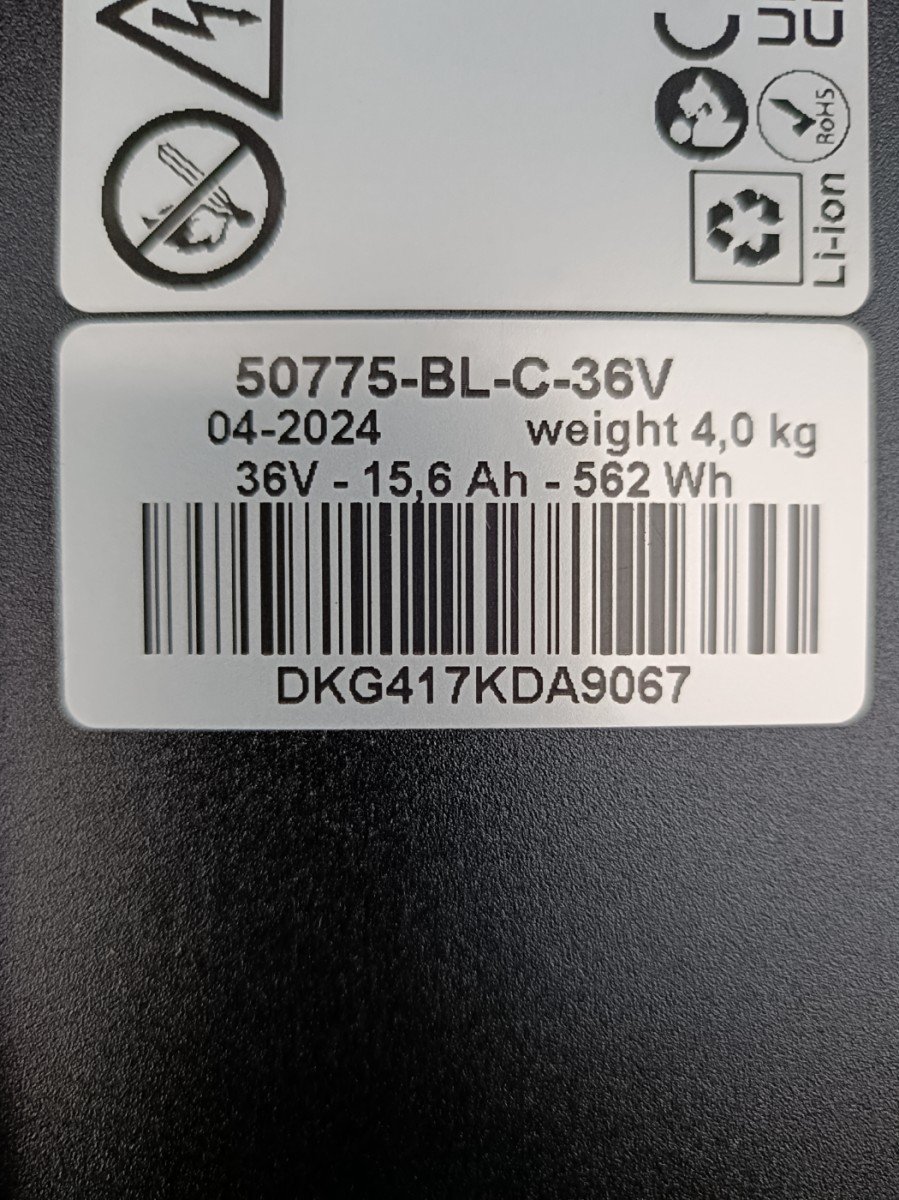 RoHS
Li-ion
50775-BL-C-36V
04-2024 weight 4,0 kg
36V - 15,6 Ah - 562 Wh
DKG417KDA9067